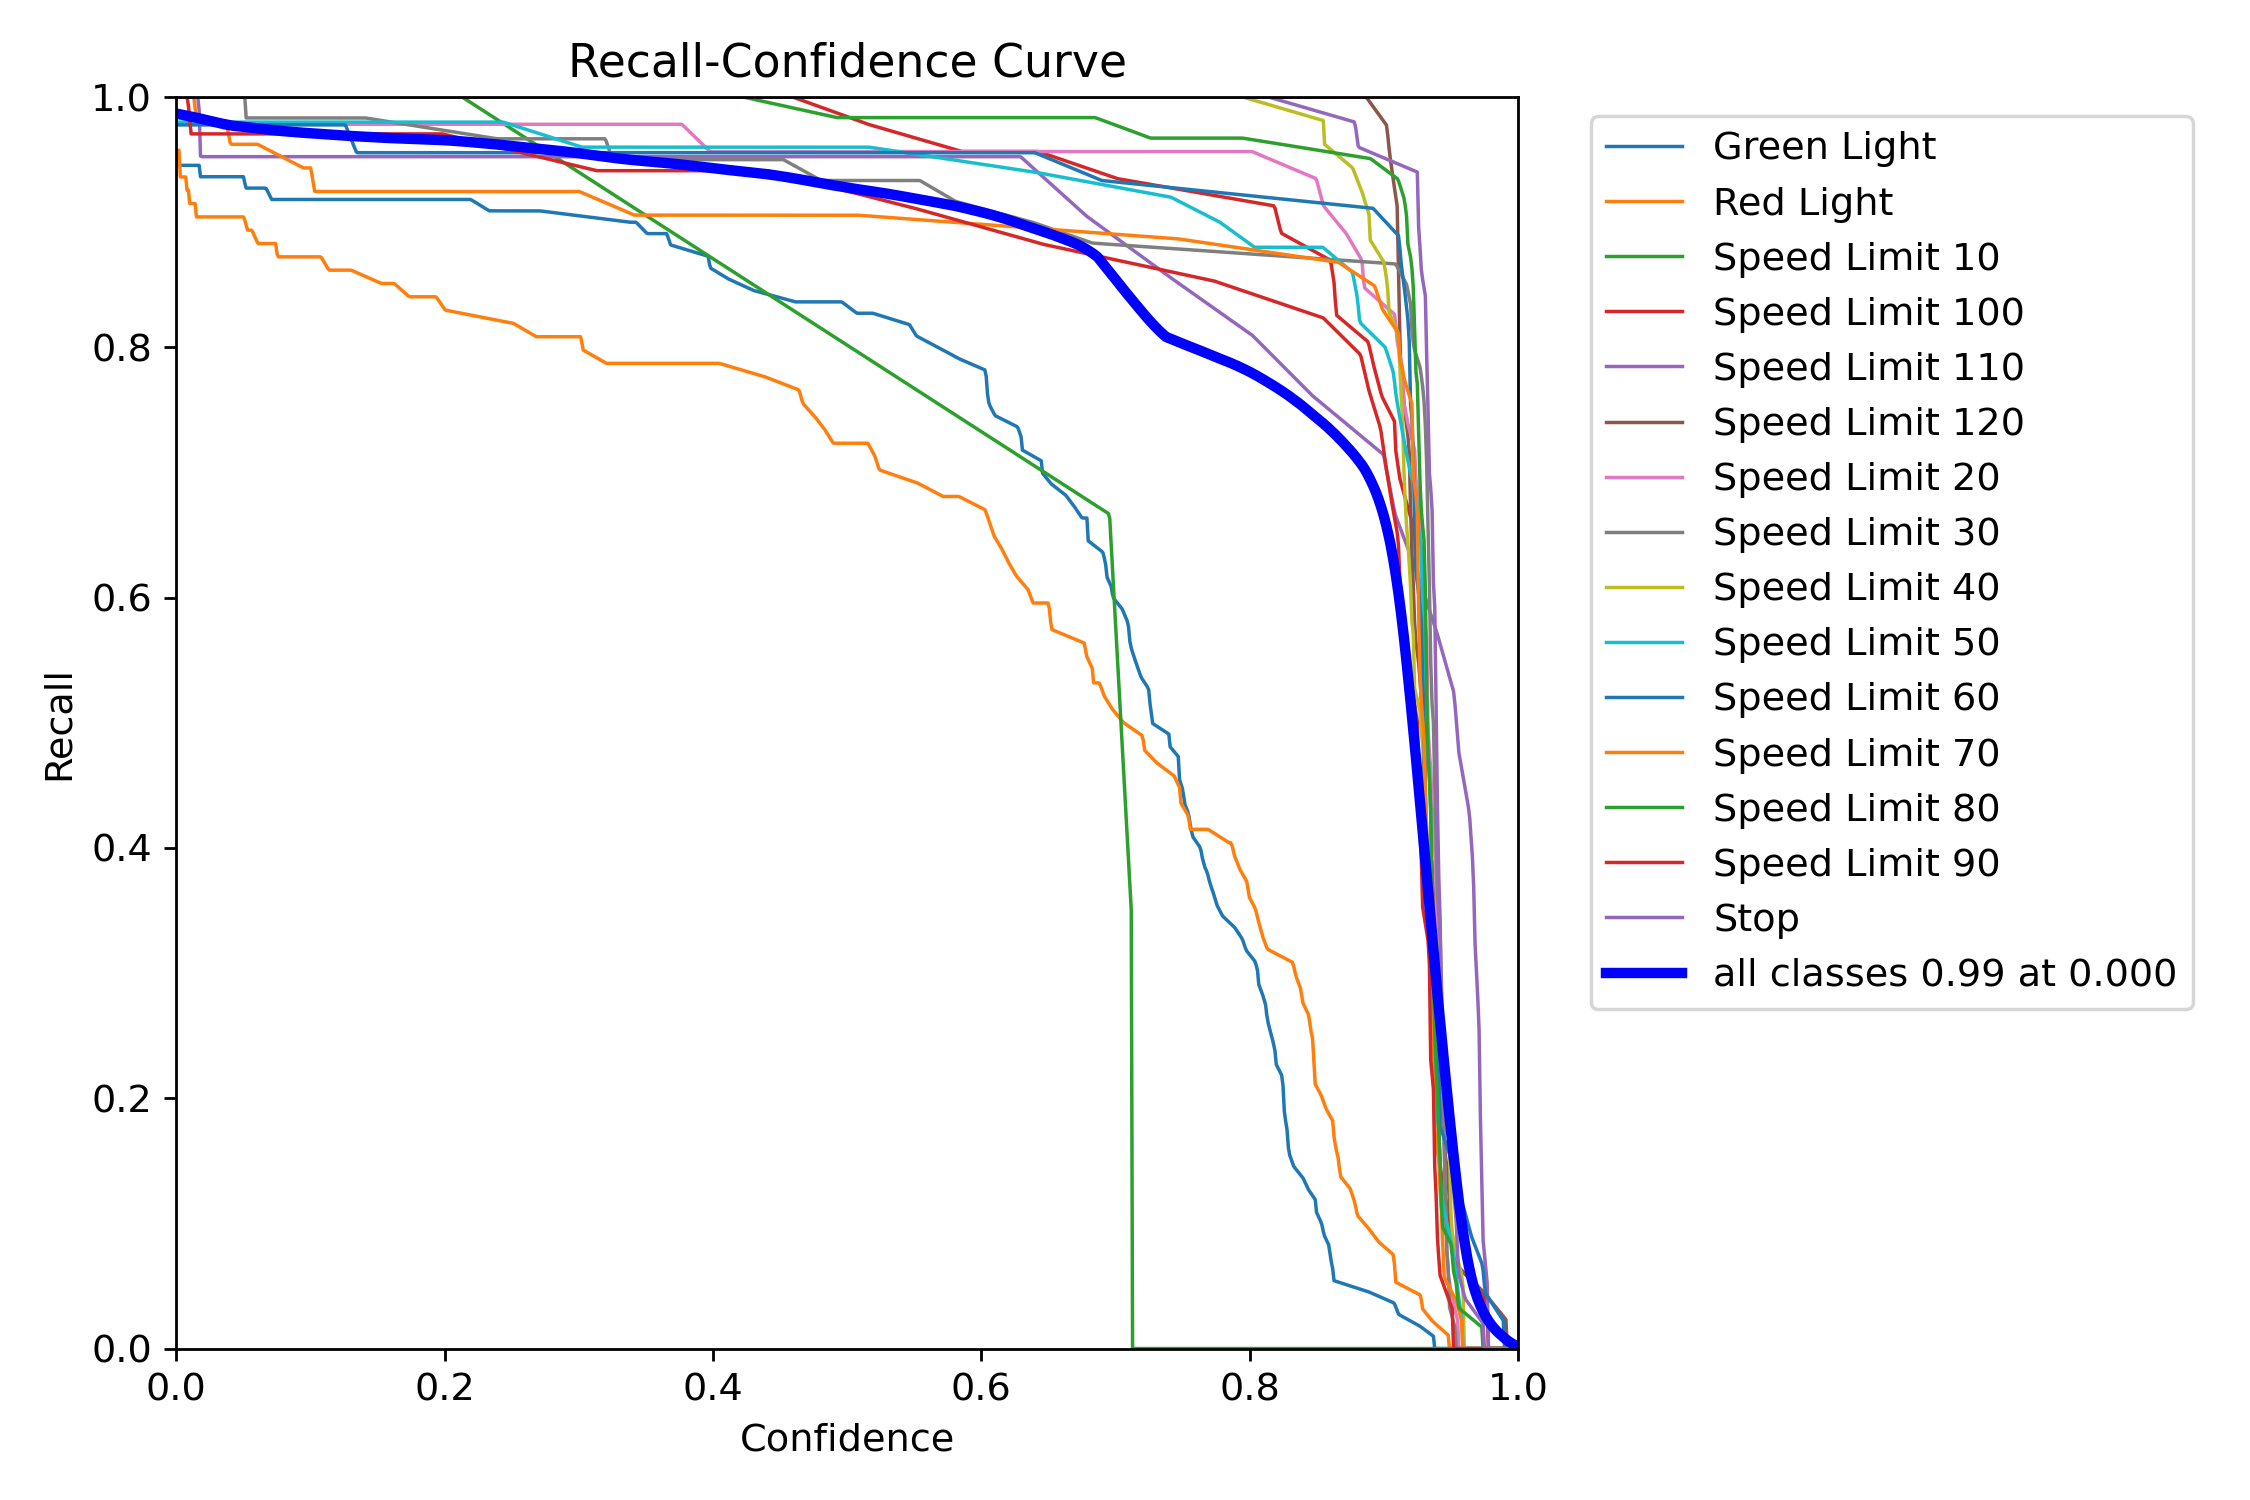 Recall-Confidence Curve
1.0
0.8
0.6
0.4
0.2
0.0
Recall
0.0 0.2 0.4 0.6 0.8 1.0
Confidence
Green Light
Red Light
Speed Limit 10
Speed Limit 100
Speed Limit 110
Speed Limit 120
Speed Limit 20
Speed Limit 30
Speed Limit 40
Speed Limit 50
Speed Limit 60
Speed Limit 70
Speed Limit 80
Speed Limit 90
Stop
all classes 0.99 at 0.000